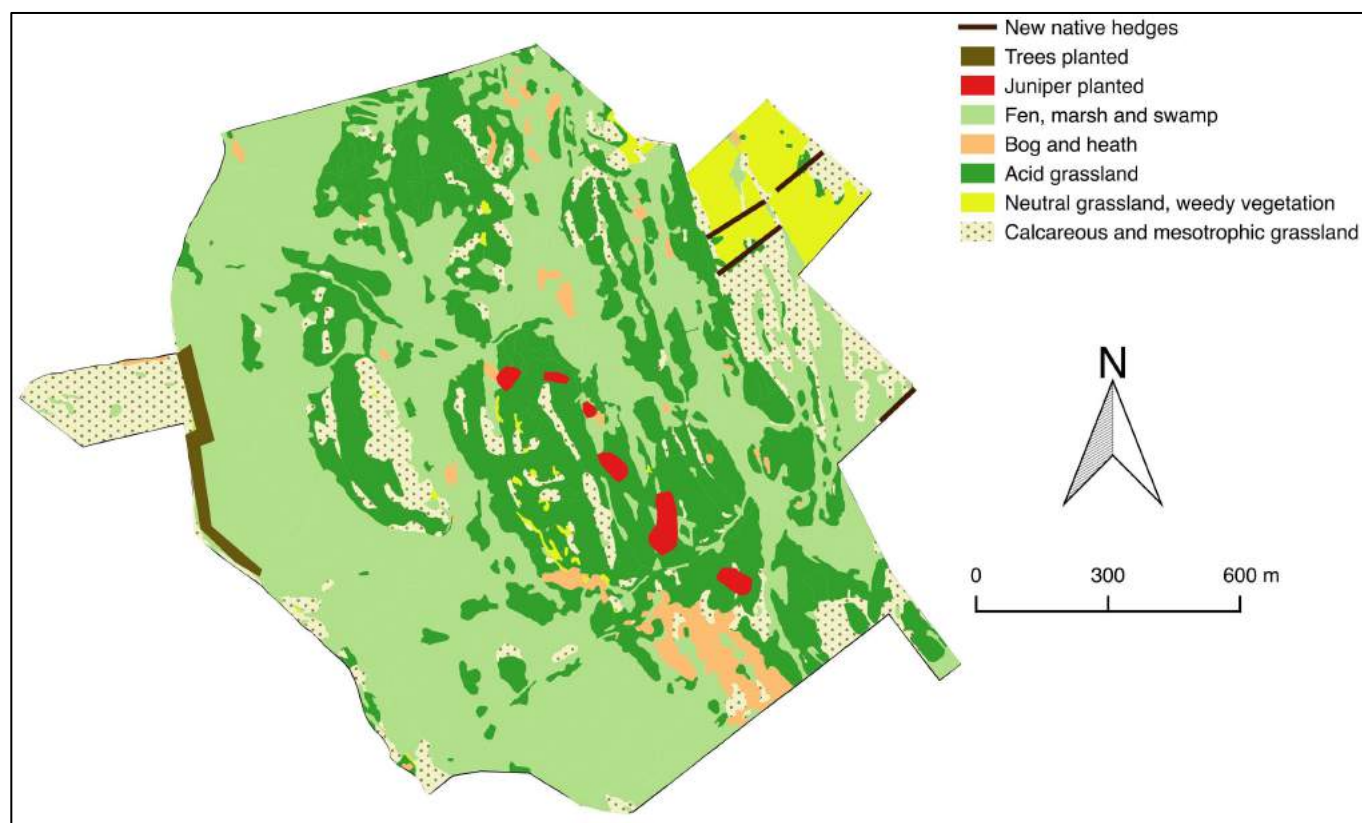 New native hedges
Trees planted
Juniper planted
Fen, marsh and swamp
Bog and heath
Acid grassland
Neutral grassland, weedy vegetation
Calcareous and mesotrophic grassland
N
0 300 600 m